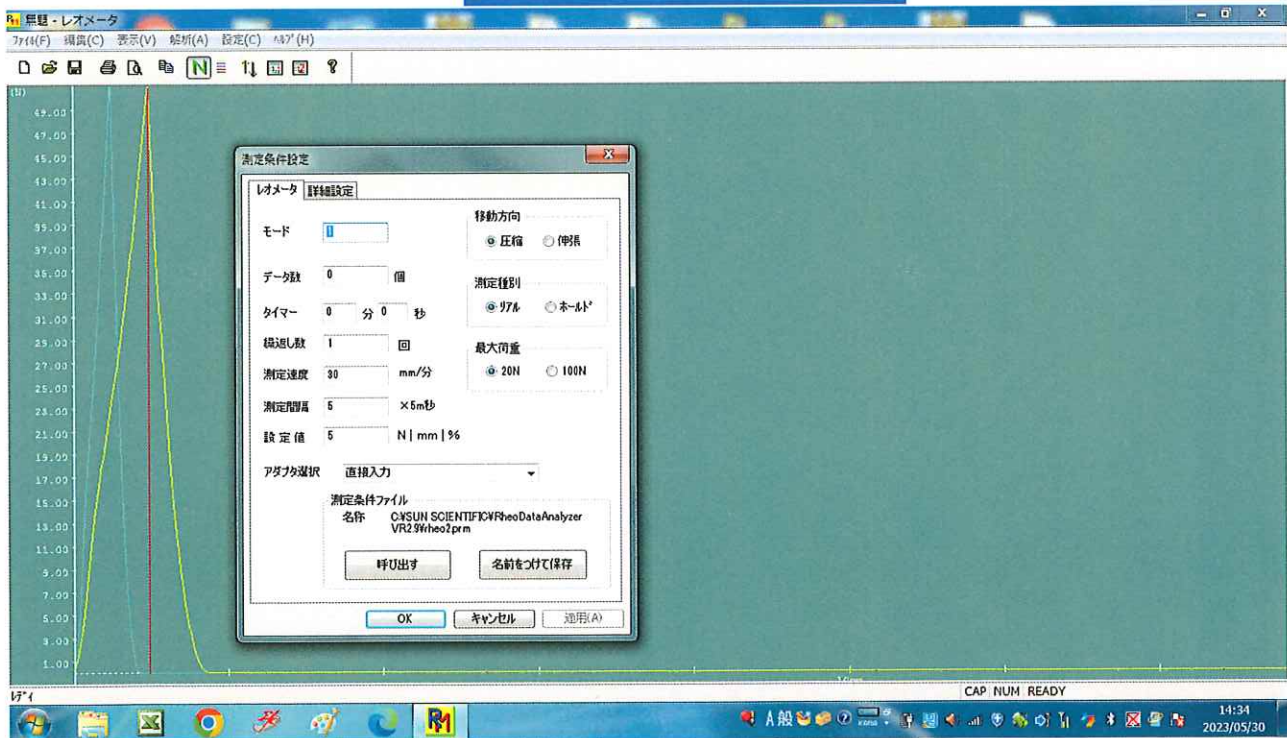 無題 - レオメータ
ファイル(F) 編集(C) 表示(V) 解析(A) 設定(C) ヘルプ(H)
(N)
49.00
47.00
45.00
43.00
41.00
39.00
37.00
35.00
33.00
31.00
29.00
27.00
25.00
23.00
21.00
19.00
17.00
15.00
13.00
11.00
9.00
7.00
5.00
3.00
1.00
測定条件設定
レオメータ 詳細設定
モード 1
データ数 0 個
タイマー 0 分 0 秒
繰返し数 1 回
測定速度 30 mm/分
測定間隔 5 ×5m秒
設定値 5 N | mm | %
移動方向
圧縮 伸張
測定種別
リアル ホールド
最大荷重
20N 100N
アダプタ選択 直接入力
測定条件ファイル
名称 C:¥SUN SCIENTIFIC¥RheoDataAnalyzer
VR2.9¥rheo2.prm
呼び出す 名前をつけて保存
OK キャンセル 適用(A)
レディ
CAP NUM READY
A 般
14:34
2023/05/30